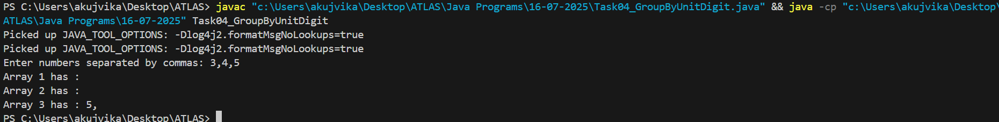 PS C:\Users\akujvika\Desktop\ATLAS> javac "c:\Users\akujvika\Desktop\ATLAS\Java Programs\16-07-2025\Task04_GroupByUnitDigit.java" && java -cp "c:\Users\akujvika\Desktop\
ATLAS\Java Programs\16-07-2025" Task04_GroupByUnitDigit
Picked up JAVA_TOOL_OPTIONS: -Dlog4j2.formatMsgNoLookups=true
Picked up JAVA_TOOL_OPTIONS: -Dlog4j2.formatMsgNoLookups=true
Enter numbers separated by commas: 3,4,5
Array 1 has :
Array 2 has :
Array 3 has : 5,
PS C:\Users\akujvika\Desktop\ATLAS>